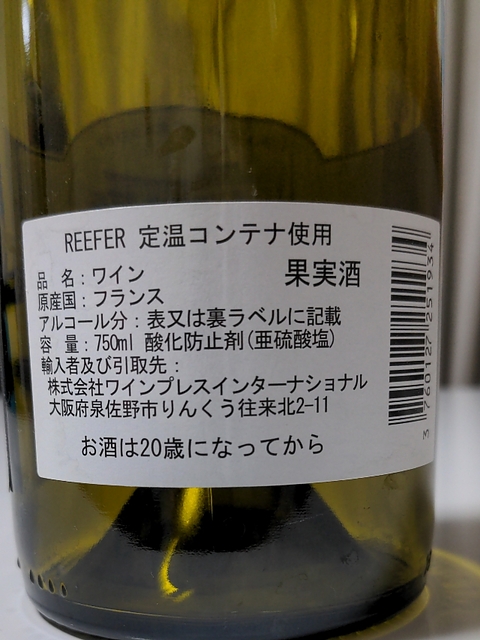 REEFER 定温コンテナ使用
果実酒
品 名：ワイン
原産国：フランス
アルコール分：表又は裏ラベルに記載
容 量：750ml 酸化防止剤(亜硫酸塩)
輸入者及び引取先：
株式会社ワインプレスインターナショナル
大阪府泉佐野市りんくう往来北2-11
お酒は20歳になってから
3 760127 251934